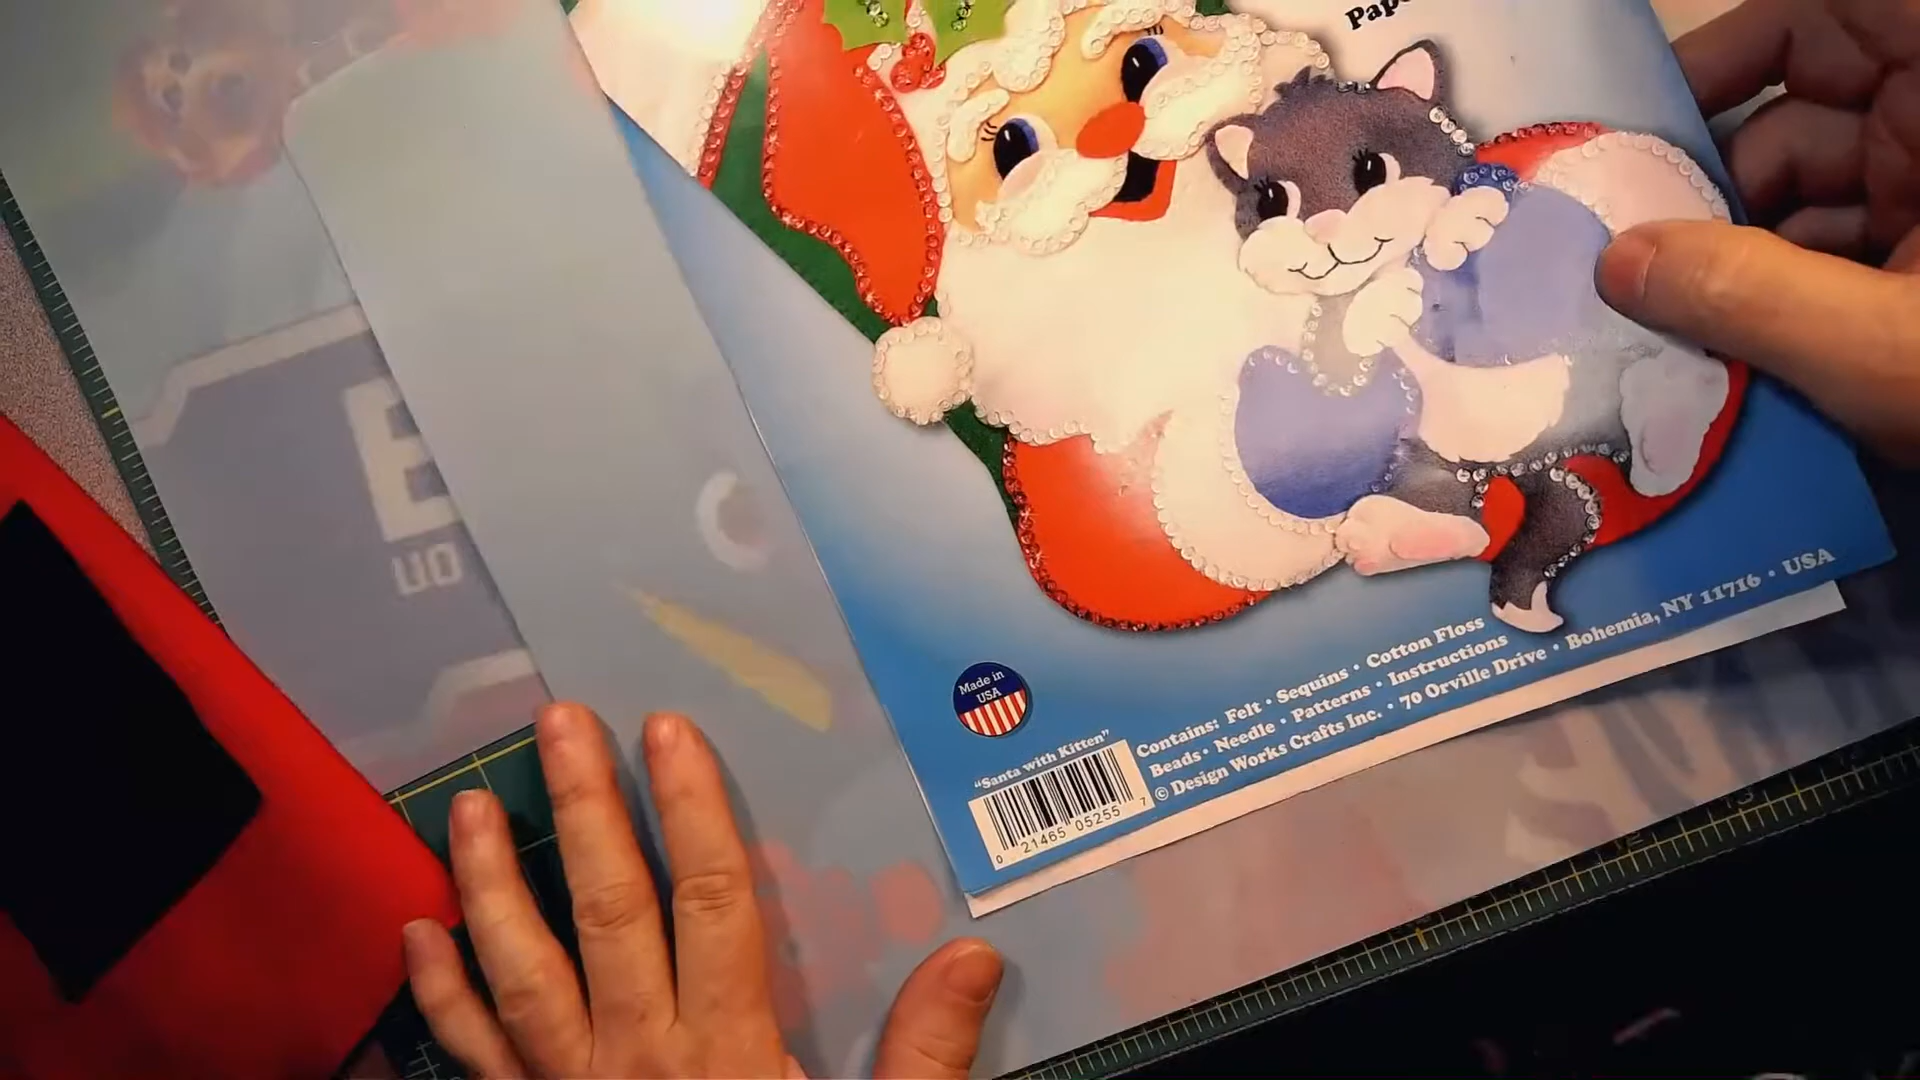 Made in
USA
"Santa with Kitten"
0 21465 05255 7
Contains: Felt • Sequins • Cotton Floss
Beads • Needle • Patterns • Instructions
© Design Works Crafts Inc. • 70 Orville Drive • Bohemia, NY 11716 • USA